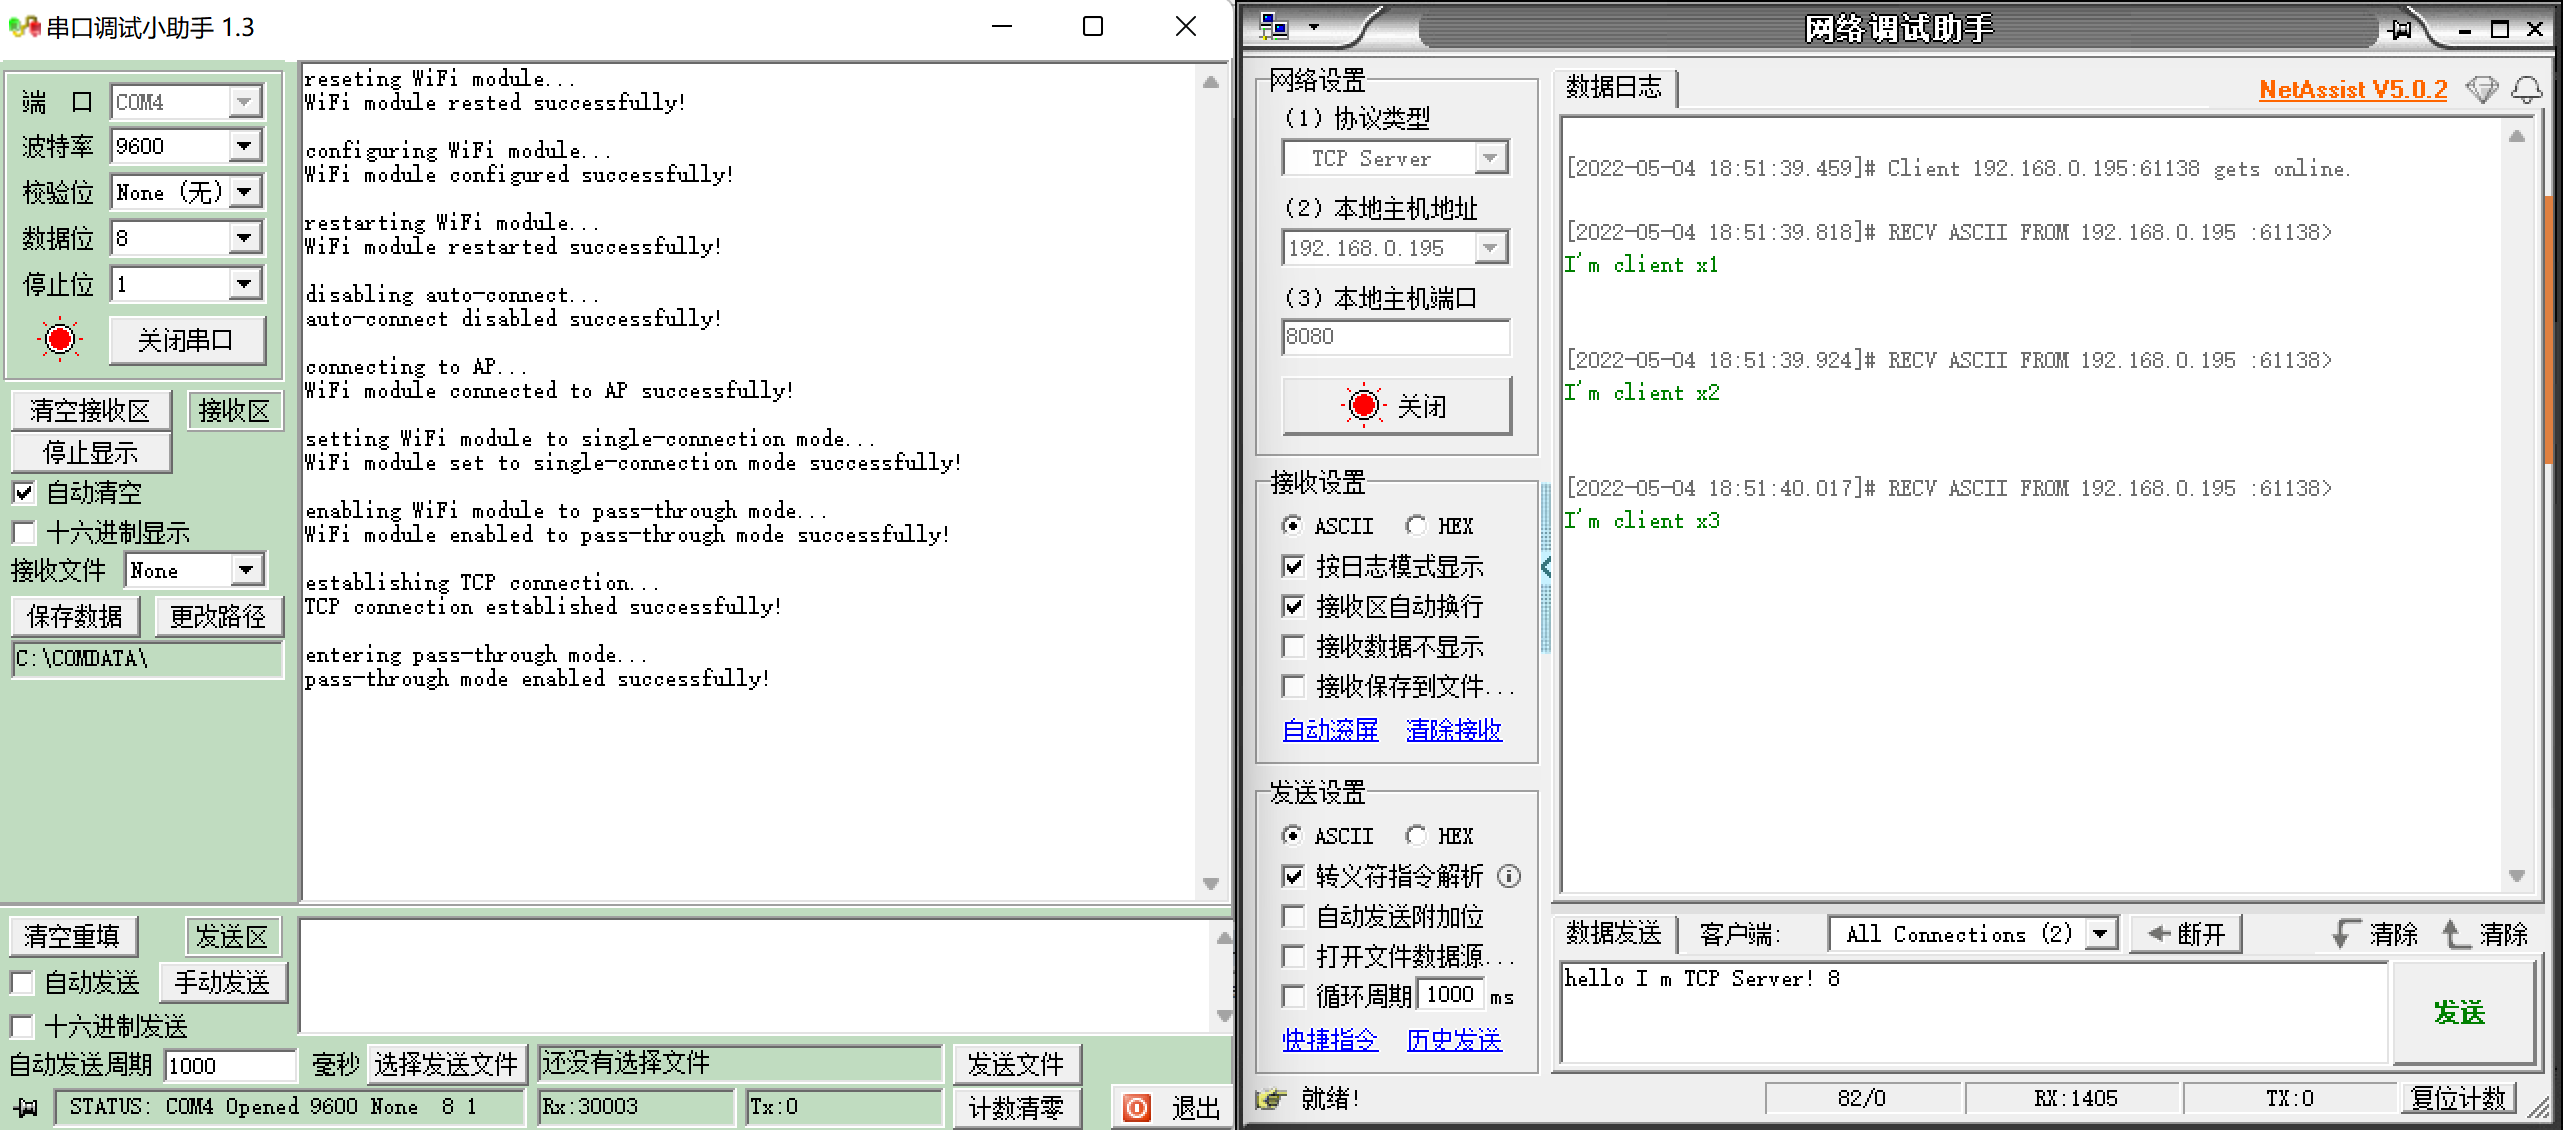 串口调试小助手 1.3
端 口 COM4
波特率 9600
校验位 None (无)
数据位 8
停止位 1
关闭串口
清空接收区 接收区
停止显示
自动清空
十六进制显示
接收文件 None
保存数据 更改路径
C:\COMDATA\
reseting WiFi module...
WiFi module rested successfully!
configuring WiFi module...
WiFi module configured successfully!
restarting WiFi module...
WiFi module restarted successfully!
disabling auto-connect...
auto-connect disabled successfully!
connecting to AP...
WiFi module connected to AP successfully!
setting WiFi module to single-connection mode...
WiFi module set to single-connection mode successfully!
enabling WiFi module to pass-through mode...
WiFi module enabled to pass-through mode successfully!
establishing TCP connection...
TCP connection established successfully!
entering pass-through mode...
pass-through mode enabled successfully!
清空重填 发送区
自动发送 手动发送
十六进制发送
自动发送周期 1000 毫秒 选择发送文件 还没有选择文件 发送文件
STATUS: COM4 Opened 9600 None 8 1 Rx:30003 Tx:0 计数清零 退出
网络调试助手
网络设置
(1) 协议类型
TCP Server
(2) 本地主机地址
192.168.0.195
(3) 本地主机端口
8080
关闭
接收设置
ASCII HEX
按日志模式显示
接收区自动换行
接收数据不显示
接收保存到文件...
自动滚屏 清除接收
发送设置
ASCII HEX
转义符指令解析
自动发送附加位
打开文件数据源...
循环周期 1000 ms
快捷指令 历史发送
数据日志 NetAssist V5.0.2
[2022-05-04 18:51:39.459]# Client 192.168.0.195:61138 gets online.
[2022-05-04 18:51:39.818]# RECV ASCII FROM 192.168.0.195 :61138>
I'm client x1
[2022-05-04 18:51:39.924]# RECV ASCII FROM 192.168.0.195 :61138>
I'm client x2
[2022-05-04 18:51:40.017]# RECV ASCII FROM 192.168.0.195 :61138>
I'm client x3
数据发送 客户端: All Connections (2) 断开 清除 清除
hello I m TCP Server! 8
发送
就绪! 82/0 RX:1405 TX:0 复位计数